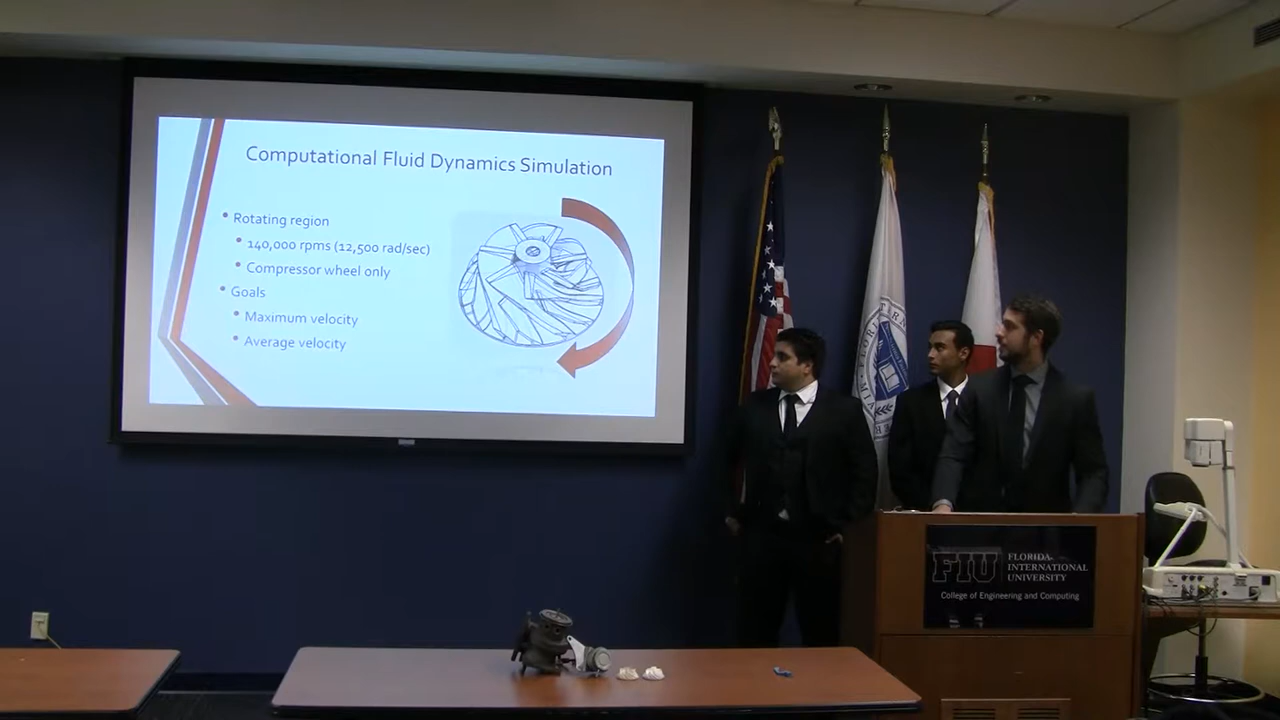 Computational Fluid Dynamics Simulation
• Rotating region
• 140,000 rpms (12,500 rad/sec)
• Compressor wheel only
• Goals
• Maximum velocity
• Average velocity
FIU
FLORIDA
INTERNATIONAL
UNIVERSITY
College of Engineering and Computing